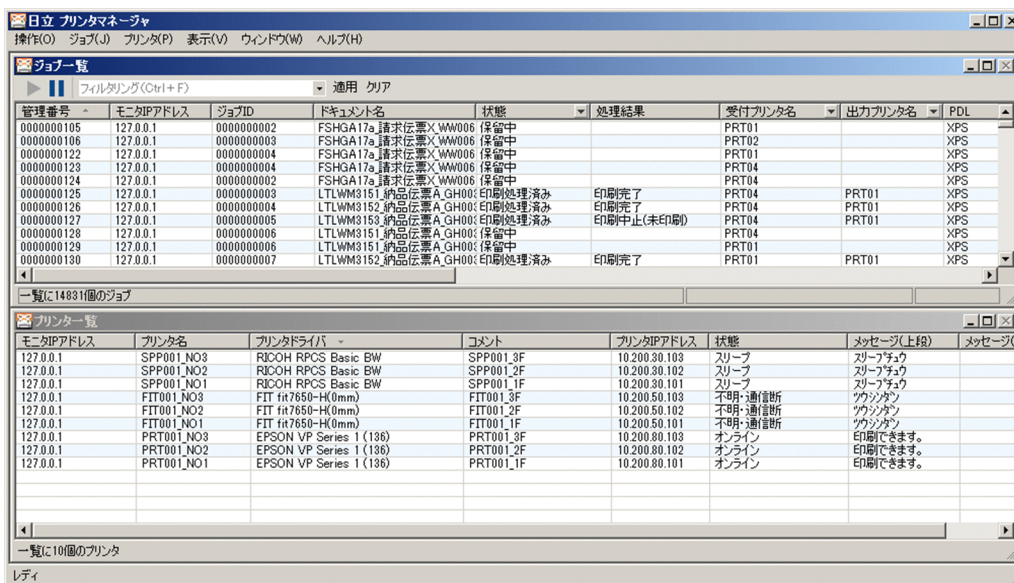 日立 プリンタマネージャ
操作(O) ジョブ(J) プリンタ(P) 表示(V) ウィンドウ(W) ヘルプ(H)
ジョブ一覧
フィルタリング(Ctrl+F) 適用 クリア
管理番号 モニタIPアドレス ジョブID ドキュメント名 状態 処理結果 受付プリンタ名 出力プリンタ名 PDL
0000000105 127.0.0.1 0000000002 FSHGA17a_請求伝票X_WW006 保留中 PRT01 XPS
0000000106 127.0.0.1 0000000003 FSHGA17a_請求伝票X_WW006 保留中 PRT02 XPS
0000000122 127.0.0.1 0000000004 FSHGA17a_請求伝票X_WW006 保留中 PRT01 XPS
0000000123 127.0.0.1 0000000004 FSHGA17a_請求伝票X_WW006 保留中 PRT04 XPS
0000000124 127.0.0.1 0000000002 FSHGA17a_請求伝票X_WW006 保留中 PRT04 XPS
0000000125 127.0.0.1 0000000003 LTLWM3151_納品伝票A_GH003 印刷処理済み 印刷完了 PRT04 PRT01 XPS
0000000126 127.0.0.1 0000000004 LTLWM3152_納品伝票A_GH003 印刷処理済み 印刷完了 PRT04 PRT01 XPS
0000000127 127.0.0.1 0000000005 LTLWM3153_納品伝票A_GH003 印刷処理済み 印刷中止(未印刷) PRT04 PRT01 XPS
0000000128 127.0.0.1 0000000006 LTLWM3151_納品伝票A_GH003 保留中 PRT04 XPS
0000000129 127.0.0.1 0000000006 LTLWM3151_納品伝票A_GH003 保留中 PRT01 XPS
0000000130 127.0.0.1 0000000007 LTLWM3152_納品伝票A_GH003 印刷処理済み 印刷完了 PRT01 PRT01 XPS
一覧に14831個のジョブ
プリンター覧
モニタIPアドレス プリンタ名 プリンタドライバ コメント プリンタIPアドレス 状態 メッセージ(上段) メッセージ(
127.0.0.1 SPP001_NO3 RICOH RPCS Basic BW SPP001_3F 10.200.30.103 スリープ スリープチュウ
127.0.0.1 SPP001_NO2 RICOH RPCS Basic BW SPP001_2F 10.200.30.102 スリープ スリープチュウ
127.0.0.1 SPP001_NO1 RICOH RPCS Basic BW SPP001_1F 10.200.30.101 スリープ スリープチュウ
127.0.0.1 FIT001_NO3 FIT fit7650-H(0mm) FIT001_3F 10.200.50.103 不明・通信断 ツウシンダン
127.0.0.1 FIT001_NO2 FIT fit7650-H(0mm) FIT001_2F 10.200.50.102 不明・通信断 ツウシンダン
127.0.0.1 FIT001_NO1 FIT fit7650-H(0mm) FIT001_1F 10.200.50.101 不明・通信断 ツウシンダン
127.0.0.1 PRT001_NO3 EPSON VP Series 1 (136) PRT001_3F 10.200.80.103 オンライン 印刷できます。
127.0.0.1 PRT001_NO2 EPSON VP Series 1 (136) PRT001_2F 10.200.80.102 オンライン 印刷できます。
127.0.0.1 PRT001_NO1 EPSON VP Series 1 (136) PRT001_1F 10.200.80.101 オンライン 印刷できます。
一覧に10個のプリンタ
レディ